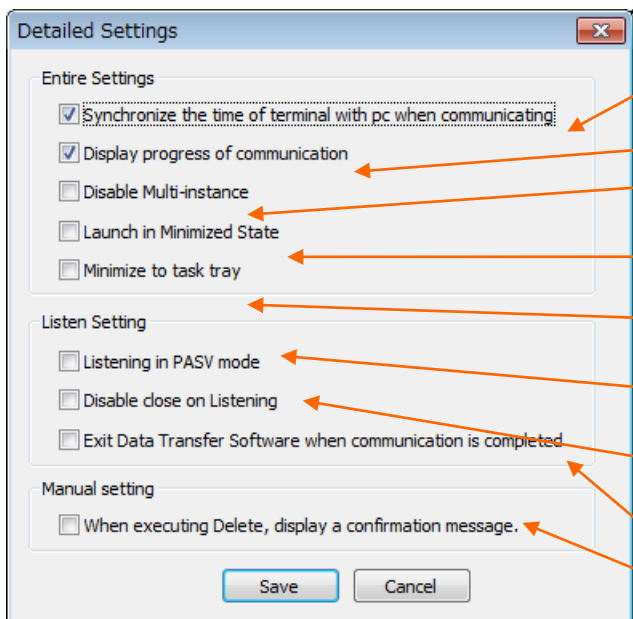 Detailed Settings
Entire Settings
Synchronize the time of terminal with pc when communicating
Display progress of communication
Disable Multi-instance
Launch in Minimized State
Minimize to task tray
Listen Setting
Listening in PASV mode
Disable close on Listening
Exit Data Transfer Software when communication is completed
Manual setting
When executing Delete, display a confirmation message.
Save Cancel